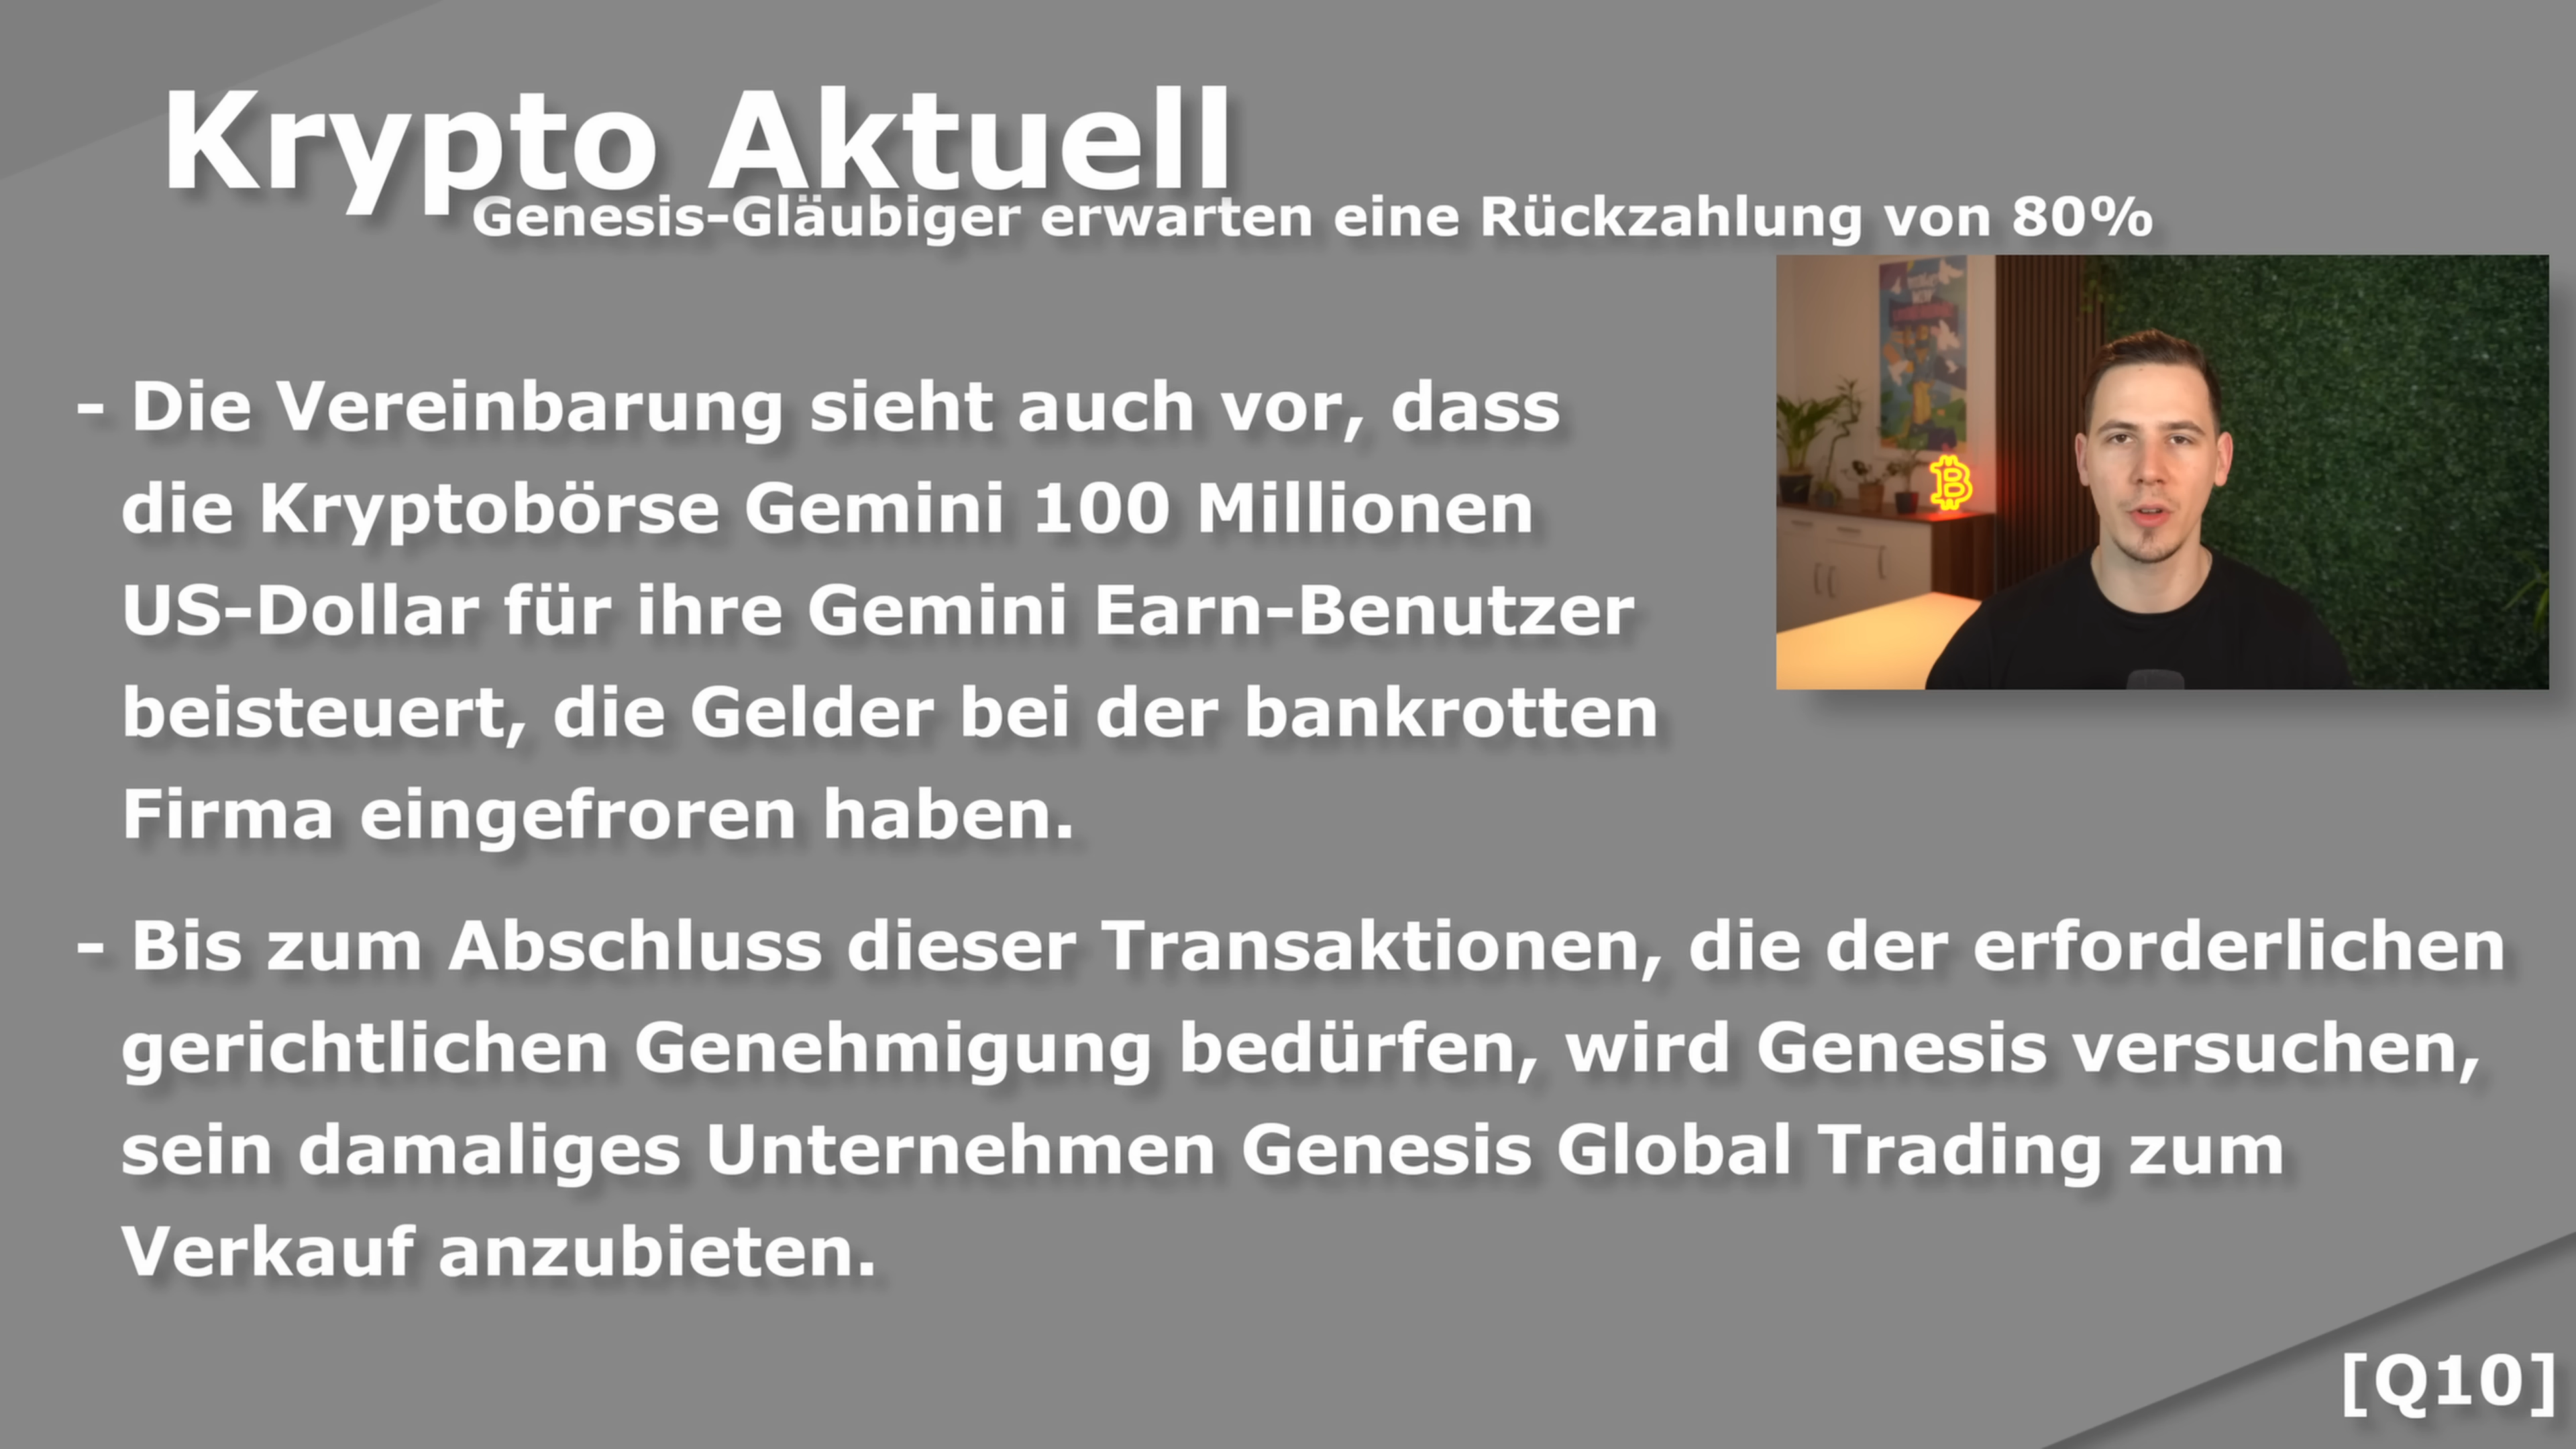 Krypto Aktuell
Genesis-Gläubiger erwarten eine Rückzahlung von 80%
- Die Vereinbarung sieht auch vor, dass
die Kryptobörse Gemini 100 Millionen
US-Dollar für ihre Gemini Earn-Benutzer
beisteuert, die Gelder bei der bankrotten
Firma eingefroren haben.
- Bis zum Abschluss dieser Transaktionen, die der erforderlichen
gerichtlichen Genehmigung bedürfen, wird Genesis versuchen,
sein damaliges Unternehmen Genesis Global Trading zum
Verkauf anzubieten.
[Q10]